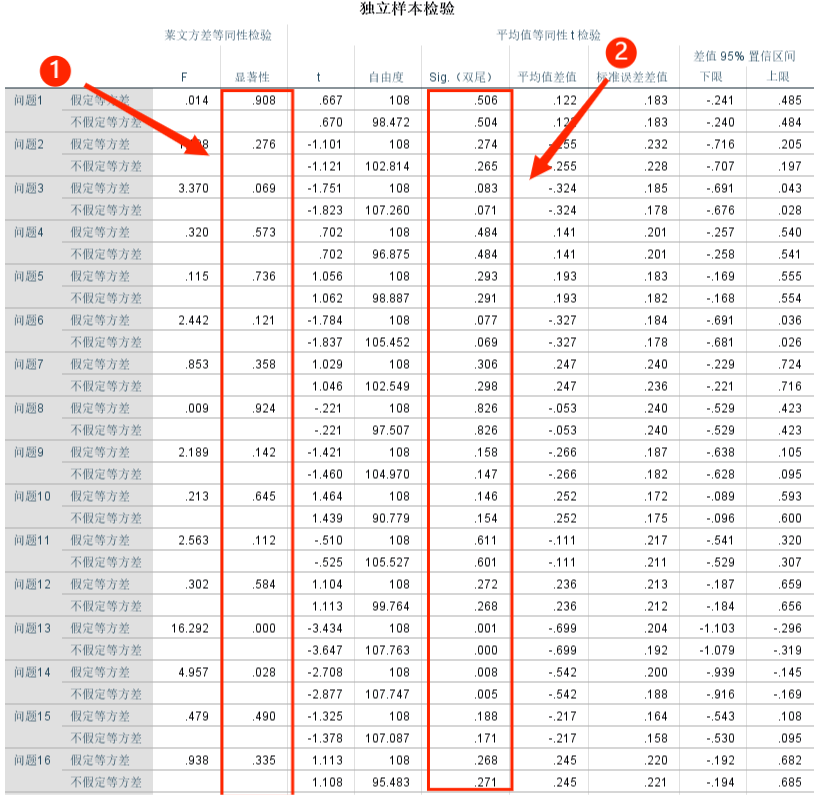 独立样本检验
莱文方差等同性检验 平均值等同性 t 检验
差值 95% 置信区间
F 显著性 t 自由度 Sig.（双尾） 平均值差值 标准误差差值 下限 上限
1 2
问题1 假定等方差 .014 .908 .667 108 .506 .122 .183 -.241 .485
不假定等方差 .670 98.472 .504 .183 -.240 .484
问题2 假定等方差 .276 -1.101 108 .274 .232 -.716 .205
不假定等方差 -1.121 102.814 .265 -.255 .228 -.707 .197
问题3 假定等方差 3.370 .069 -1.751 108 .083 -.324 .185 -.691 .043
不假定等方差 -1.823 107.260 .071 -.324 .178 -.676 .028
问题4 假定等方差 .320 .573 .702 108 .484 .141 .201 -.257 .540
不假定等方差 .702 96.875 .484 .141 .201 -.258 .541
问题5 假定等方差 .115 .736 1.056 108 .293 .193 .183 -.169 .555
不假定等方差 1.062 98.887 .291 .193 .182 -.168 .554
问题6 假定等方差 2.442 .121 -1.784 108 .077 -.327 .184 -.691 .036
不假定等方差 -1.837 105.452 .069 -.327 .178 -.681 .026
问题7 假定等方差 .853 .358 1.029 108 .306 .247 .240 -.229 .724
不假定等方差 1.046 102.549 .298 .247 .236 -.221 .716
问题8 假定等方差 .009 .924 -.221 108 .826 -.053 .240 -.529 .423
不假定等方差 -.221 97.507 .826 -.053 .240 -.529 .423
问题9 假定等方差 2.189 .142 -1.421 108 .158 -.266 .187 -.638 .105
不假定等方差 -1.460 104.970 .147 -.266 .182 -.628 .095
问题10 假定等方差 .213 .645 1.464 108 .146 .252 .172 -.089 .593
不假定等方差 1.439 90.779 .154 .252 .175 -.096 .600
问题11 假定等方差 2.563 .112 -.510 108 .611 -.111 .217 -.541 .320
不假定等方差 -.525 105.527 .601 -.111 .211 -.529 .307
问题12 假定等方差 .302 .584 1.104 108 .272 .236 .213 -.187 .659
不假定等方差 1.113 99.764 .268 .236 .212 -.184 .656
问题13 假定等方差 16.292 .000 -3.434 108 .001 -.699 .204 -1.103 -.296
不假定等方差 -3.647 107.763 .000 -.699 .192 -1.079 -.319
问题14 假定等方差 4.957 .028 -2.708 108 .008 -.542 .200 -.939 -.145
不假定等方差 -2.877 107.747 .005 -.542 .188 -.916 -.169
问题15 假定等方差 .479 .490 -1.325 108 .188 -.217 .164 -.543 .108
不假定等方差 -1.378 107.087 .171 -.217 .158 -.530 .095
问题16 假定等方差 .938 .335 1.113 108 .268 .245 .220 -.192 .682
不假定等方差 1.108 95.483 .271 .245 .221 -.194 .685